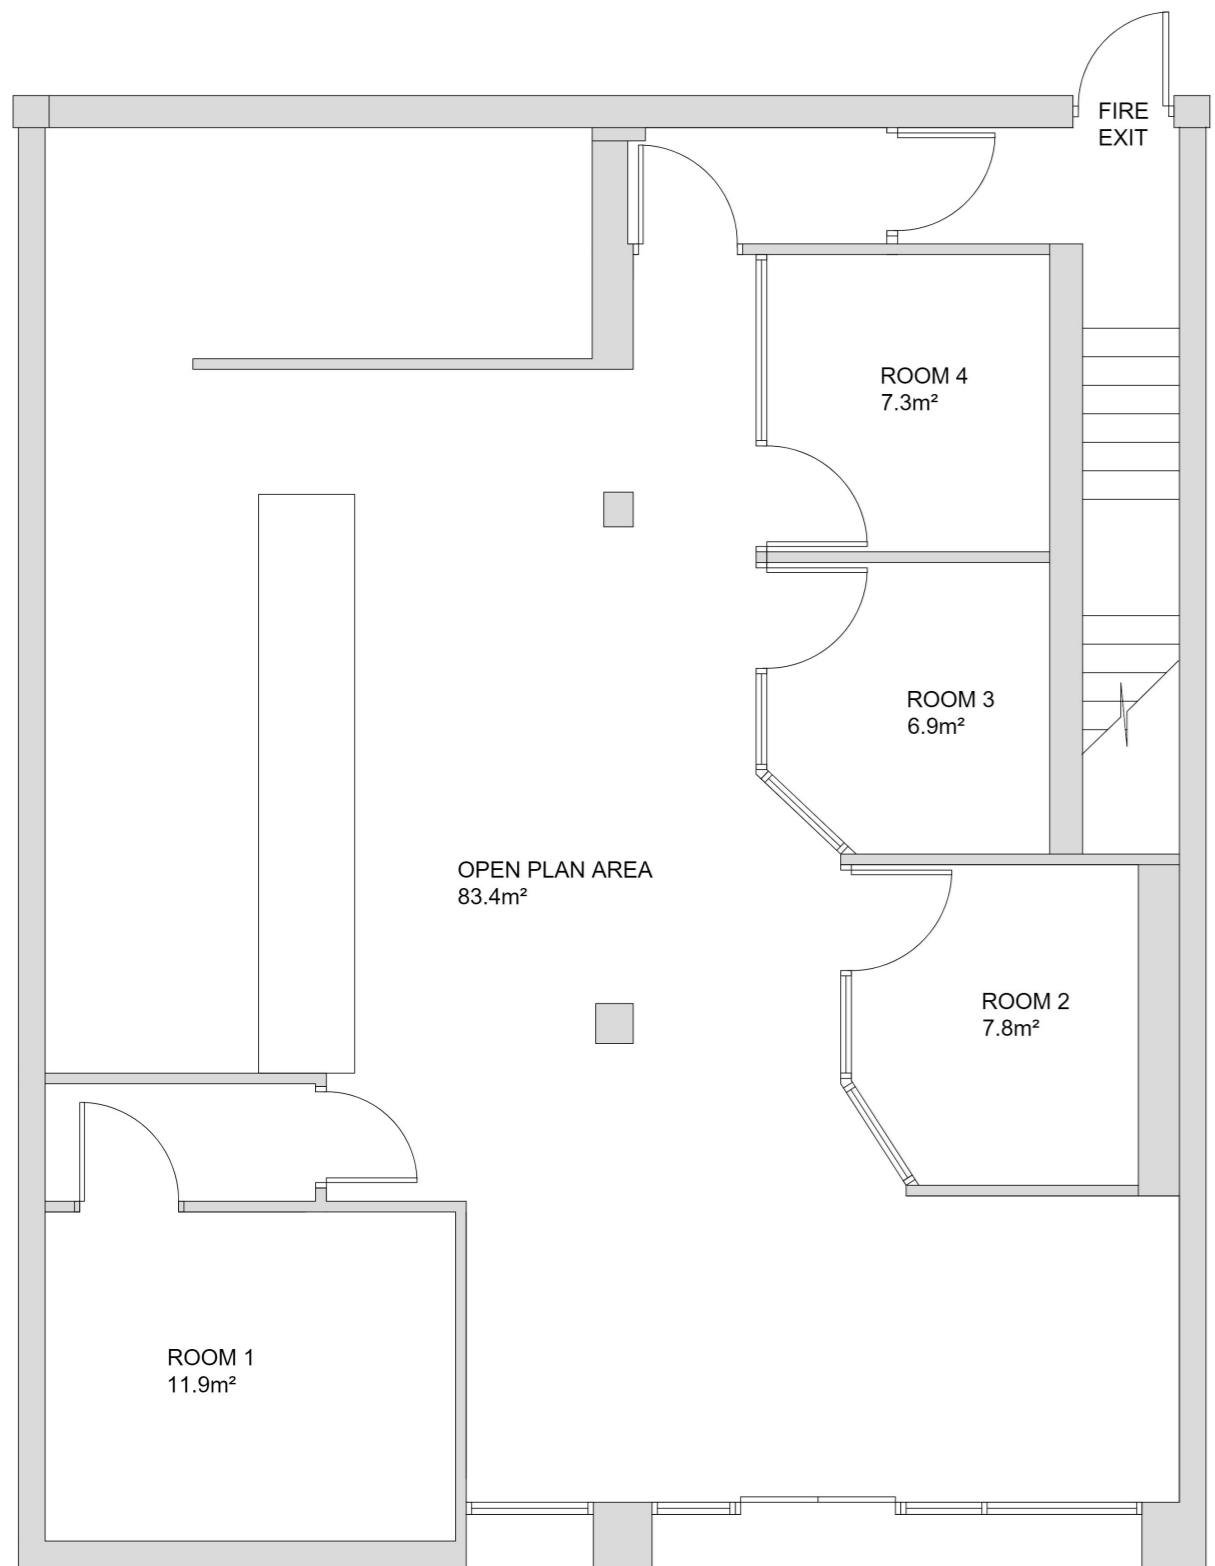 FIRE
EXIT
ROOM 4
7.3m²
ROOM 3
6.9m²
OPEN PLAN AREA
83.4m²
ROOM 2
7.8m²
ROOM 1
11.9m²